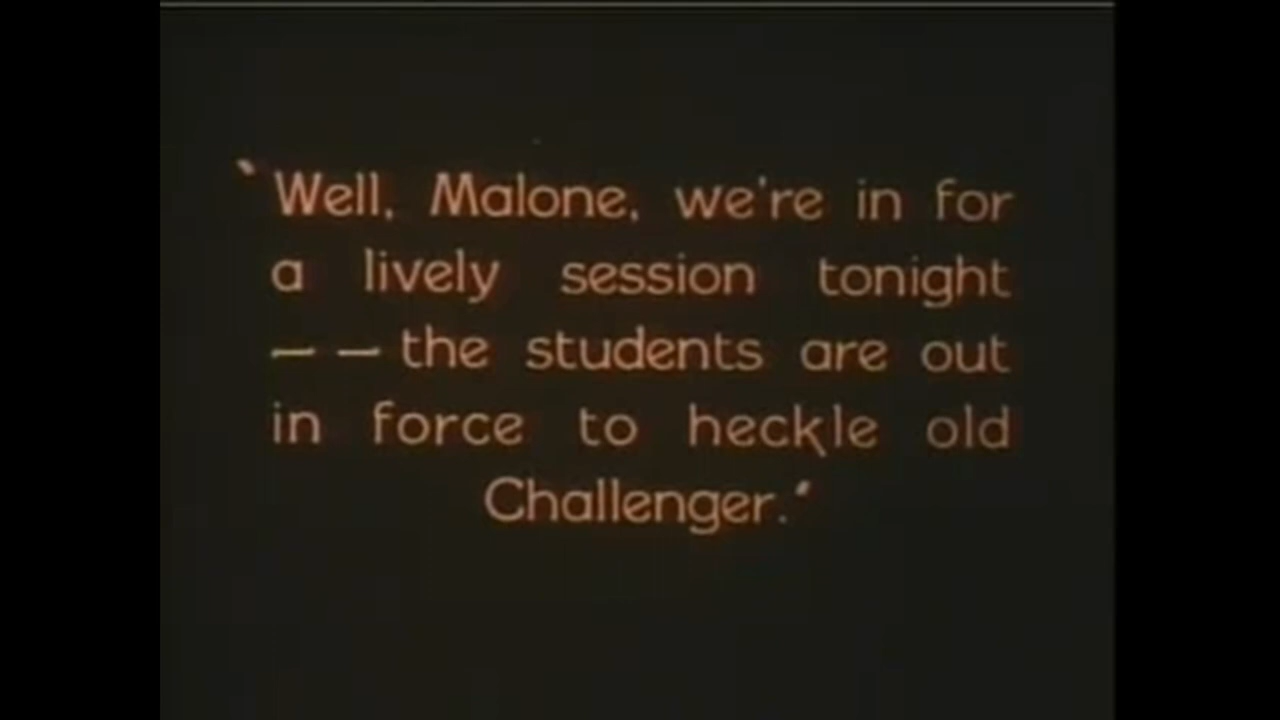 ‘Well, Malone, we're in for
a lively session tonight
— — the students are out
in force to heckle old
Challenger.‘